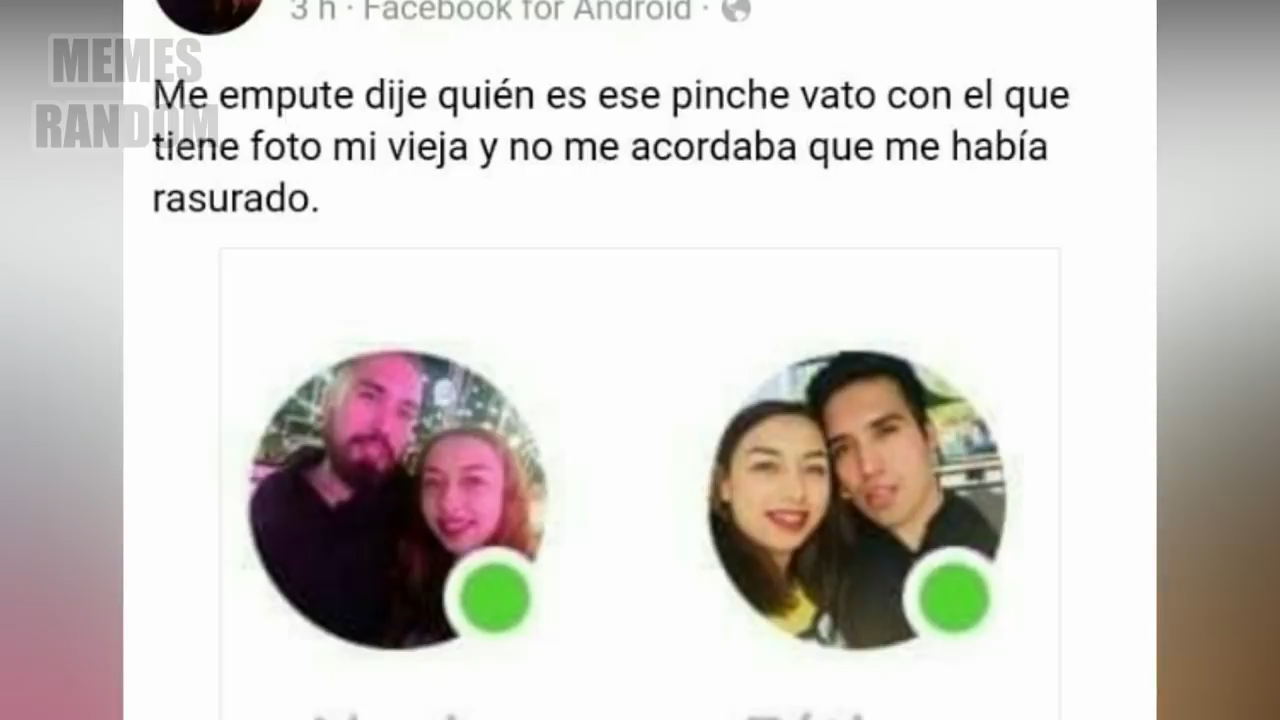 3 h · Facebook for Android ·
MEMES
RANDOM
Me empute dije quién es ese pinche vato con el que
tiene foto mi vieja y no me acordaba que me había
rasurado.